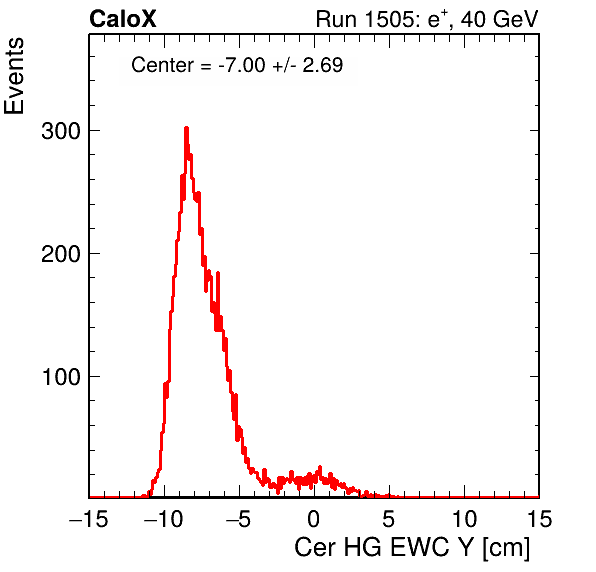 CaloX
Run 1505: e+, 40 GeV
Center = -7.00 +/- 2.69
Events
300
200
100
−15 −10 −5 0 5 10 15
Cer HG EWC Y [cm]